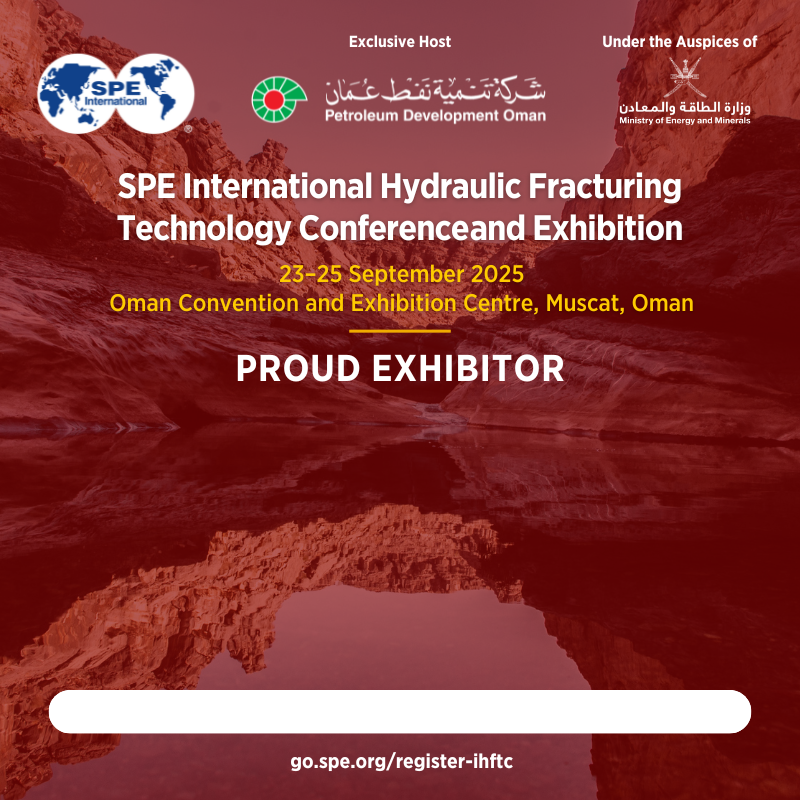 Exclusive Host
Under the Auspices of
SPE
International
®
شركة تنمية نفط عُمان
Petroleum Development Oman
وزارة الطاقة والمعادن
Ministry of Energy and Minerals
SPE International Hydraulic Fracturing
Technology Conferenceand Exhibition
23–25 September 2025
Oman Convention and Exhibition Centre, Muscat, Oman
PROUD EXHIBITOR
go.spe.org/register-ihftc